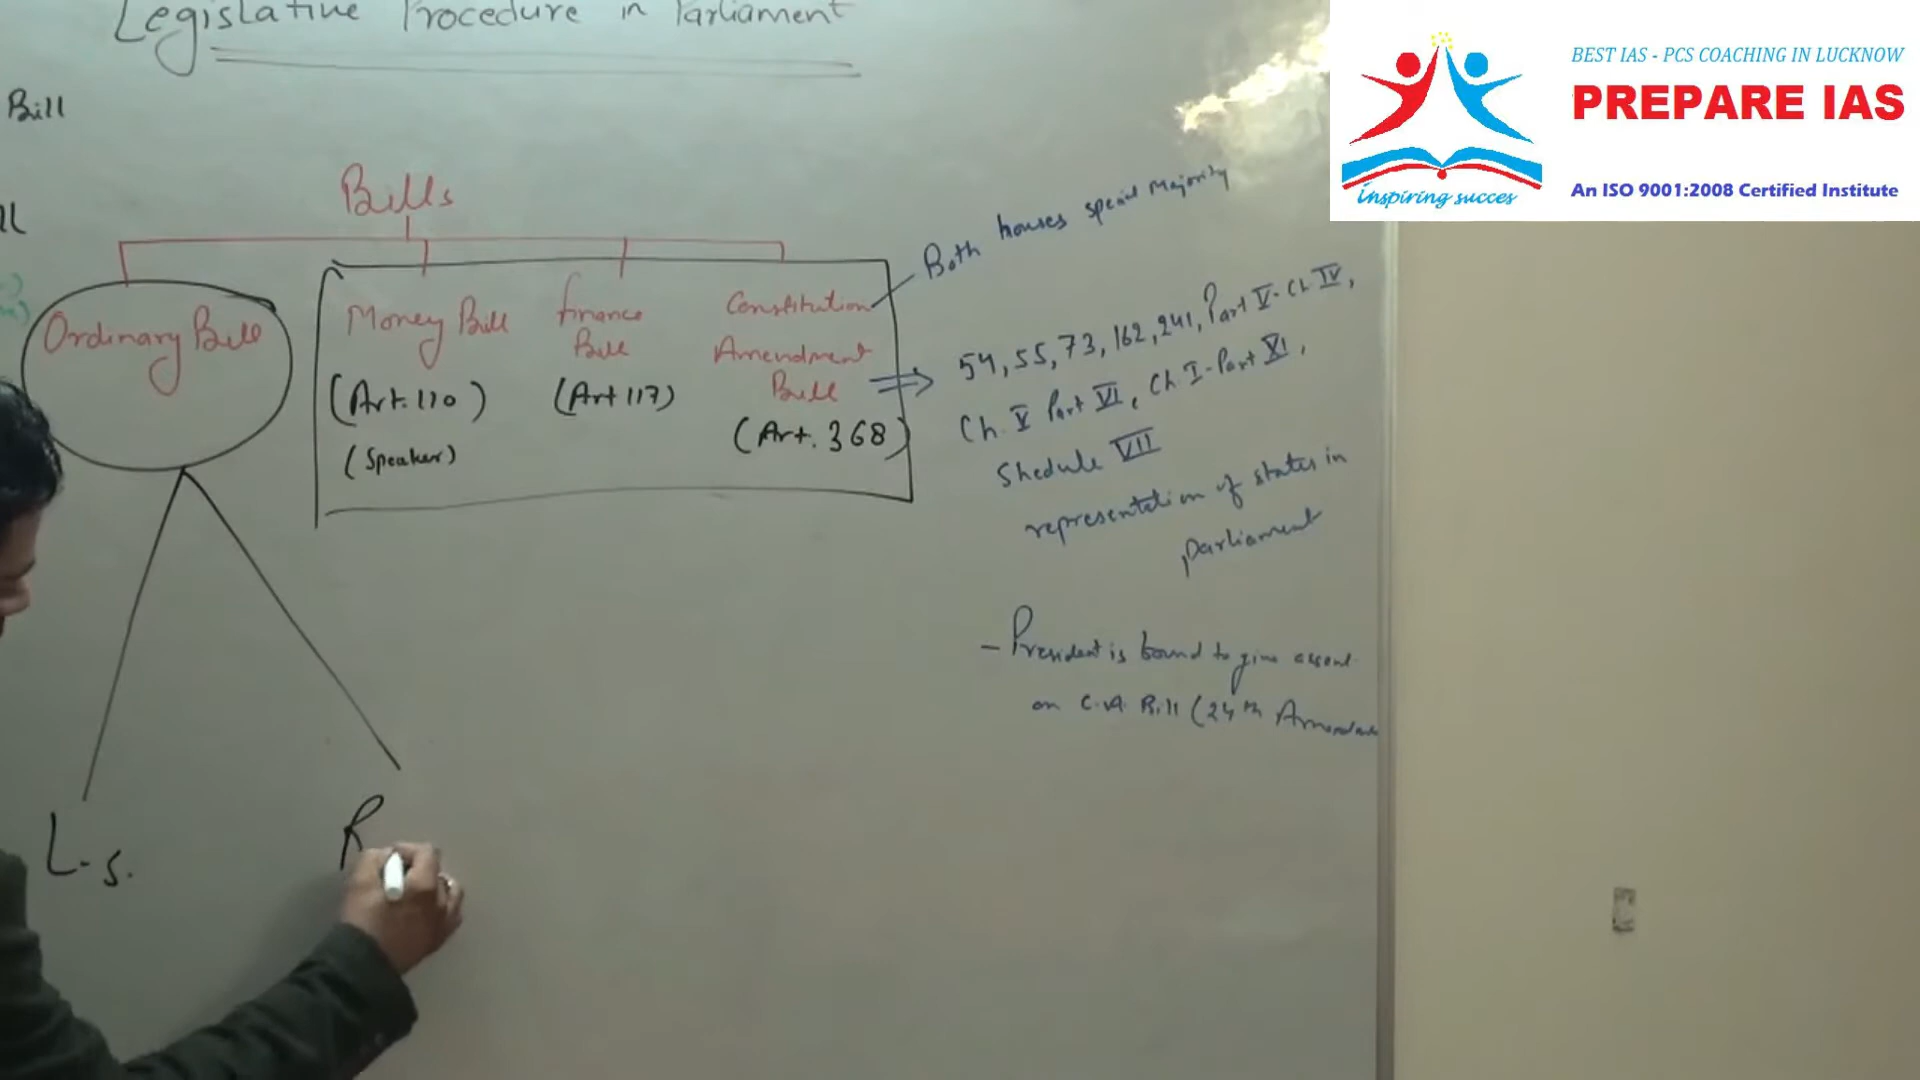 Legislative Procedure in Parliament
Bill
Bills
Ordinary Bill
Money Bill
(Art. 110)
(Speaker)
finance
Bill
(Art 117)
Constitution
Amendment
Bill
(Art. 368)
Both houses special Majority
54, 55, 73, 162, 241, Part V - Ch. IV,
Ch. V Part VI, Ch. I - Part XI,
Shedule VII
representation of states in
parliament
- President is bound to give assent
on C.A. Bill (24th
L.S.
R
BEST IAS - PCS COACHING IN LUCKNOW
PREPARE IAS
An ISO 9001:2008 Certified Institute
inspiring succes